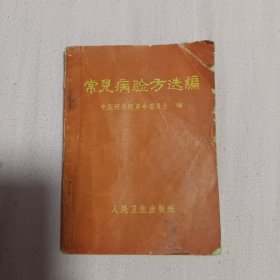 常见病验方选编
中医研究院革命委员会 编
人民卫生出版社